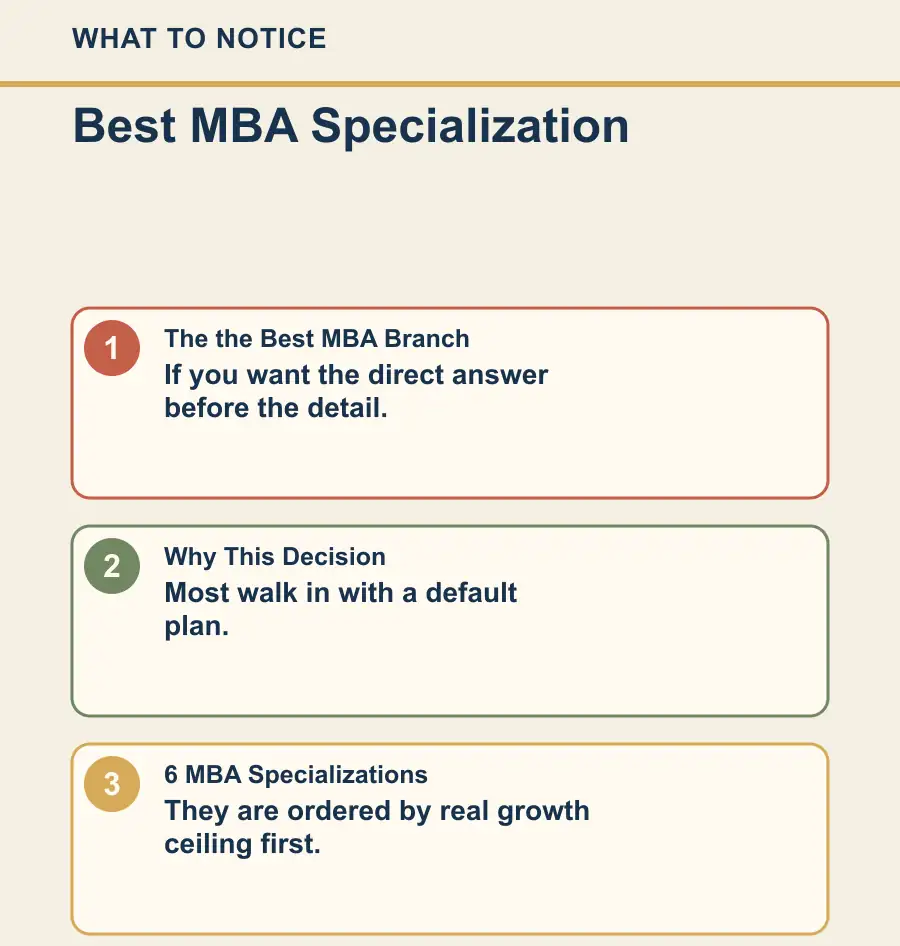 WHAT TO NOTICE
Best MBA Specialization
1
The the Best MBA Branch
If you want the direct answer
before the detail.
2
Why This Decision
Most walk in with a default
plan.
3
6 MBA Specializations
They are ordered by real growth
ceiling first.